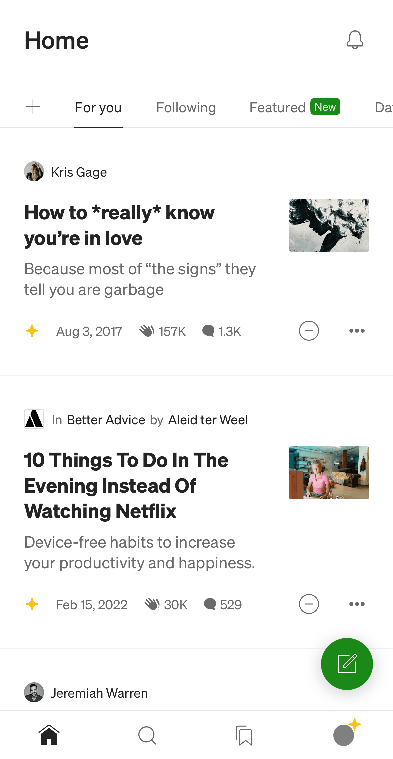 Home
For you
Following
Featured
New
Da
Kris Gage
How to *really* know
you're in love
Because most of “the signs” they
tell you are garbage
Aug 3, 2017
157K
1.3K
In Better Advice by Aleid ter Weel
10 Things To Do In The
Evening Instead Of
Watching Netflix
Device-free habits to increase
your productivity and happiness.
Feb 15, 2022
30K
529
Jeremiah Warren